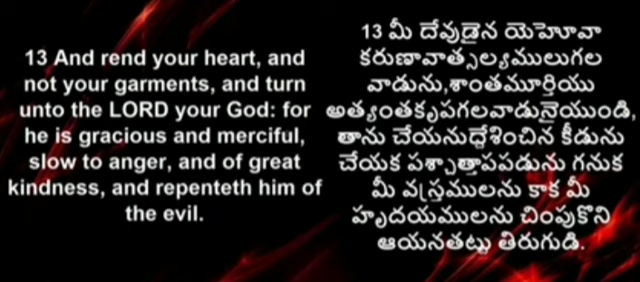 13 And rend your heart, and
not your garments, and turn
unto the LORD your God: for
he is gracious and merciful,
slow to anger, and of great
kindness, and repenteth him of
the evil.
13 మీ దేవుడైన యెహోవా
కరుణావాత్సల్యములుగల
వాడును,శాంతమూర్తియు
అత్యంతకృపగలవాడునైయుండి,
తాను చేయనుద్దేశించిన కీడును
చేయక పశ్చాత్తాపపడును గనుక
మీ వస్త్రములను కాక మీ
హృదయములను చింపుకొని
ఆయనతట్టు తిరుగుడి.